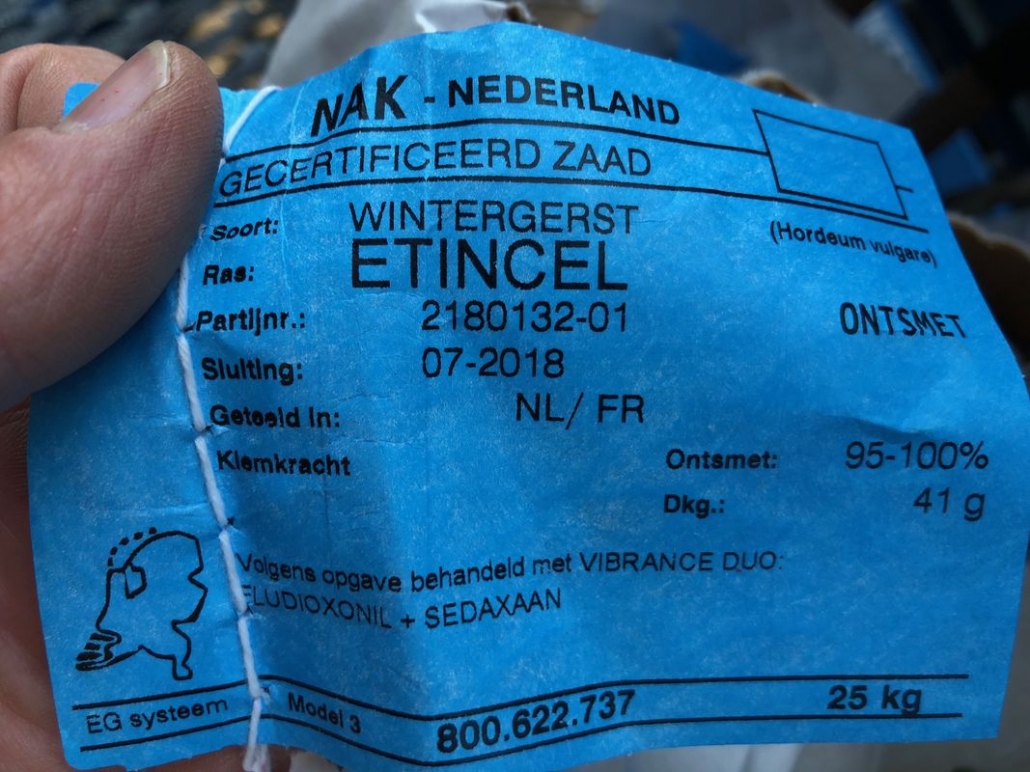 NAK - NEDERLAND
GECERTIFICEERD ZAAD
Soort: WINTERGERST (Hordeum vulgare)
Ras: ETINCEL
Partijnr.: 2180132-01 ONTSMET
Sluiting: 07-2018
Geteeld in: NL/ FR
Kiemkracht Ontsmet: 95-100%
Dkg.: 41 g
Volgens opgave behandeld met VIBRANCE DUO:
FLUDIOXONIL + SEDAXAAN
EG systeem Model 3 800.622.737 25 kg